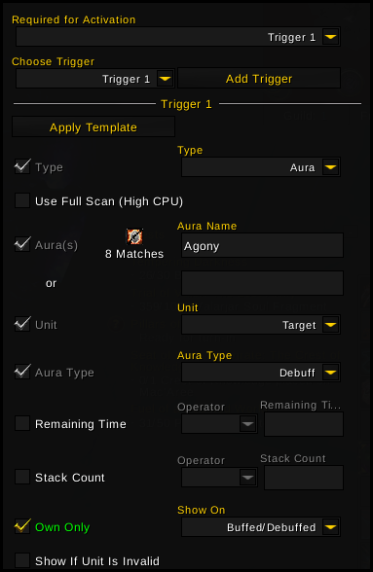 Required for Activation
Trigger 1
Choose Trigger
Trigger 1 Add Trigger
Trigger 1
Apply Template
Type
Type Aura
Use Full Scan (High CPU)
Aura Name
Aura(s) 8 Matches Agony
or
Unit
Unit Target
Aura Type
Aura Type Debuff
Operator Remaining Ti...
Remaining Time
Operator Stack Count
Stack Count
Show On
Own Only Buffed/Debuffed
Show If Unit Is Invalid